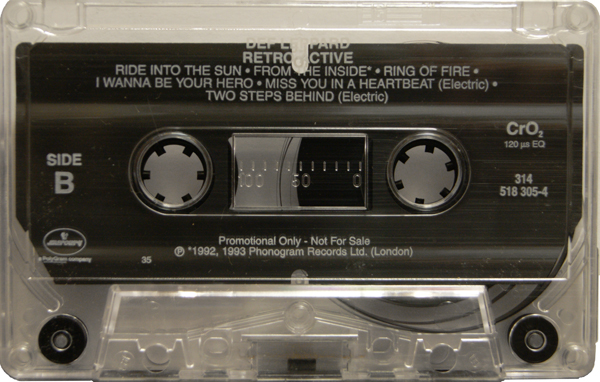 DEF LEPPARD
RETROACTIVE
RIDE INTO THE SUN • FROM THE INSIDE* • RING OF FIRE •
I WANNA BE YOUR HERO • MISS YOU IN A HEARTBEAT (Electric) •
TWO STEPS BEHIND (Electric)
SIDE
B
CrO₂
120 µs EQ
100 50 0
314
518 305-4
mercury
a PolyGram company
35
Promotional Only - Not For Sale
℗ *1992, 1993 Phonogram Records Ltd. (London)